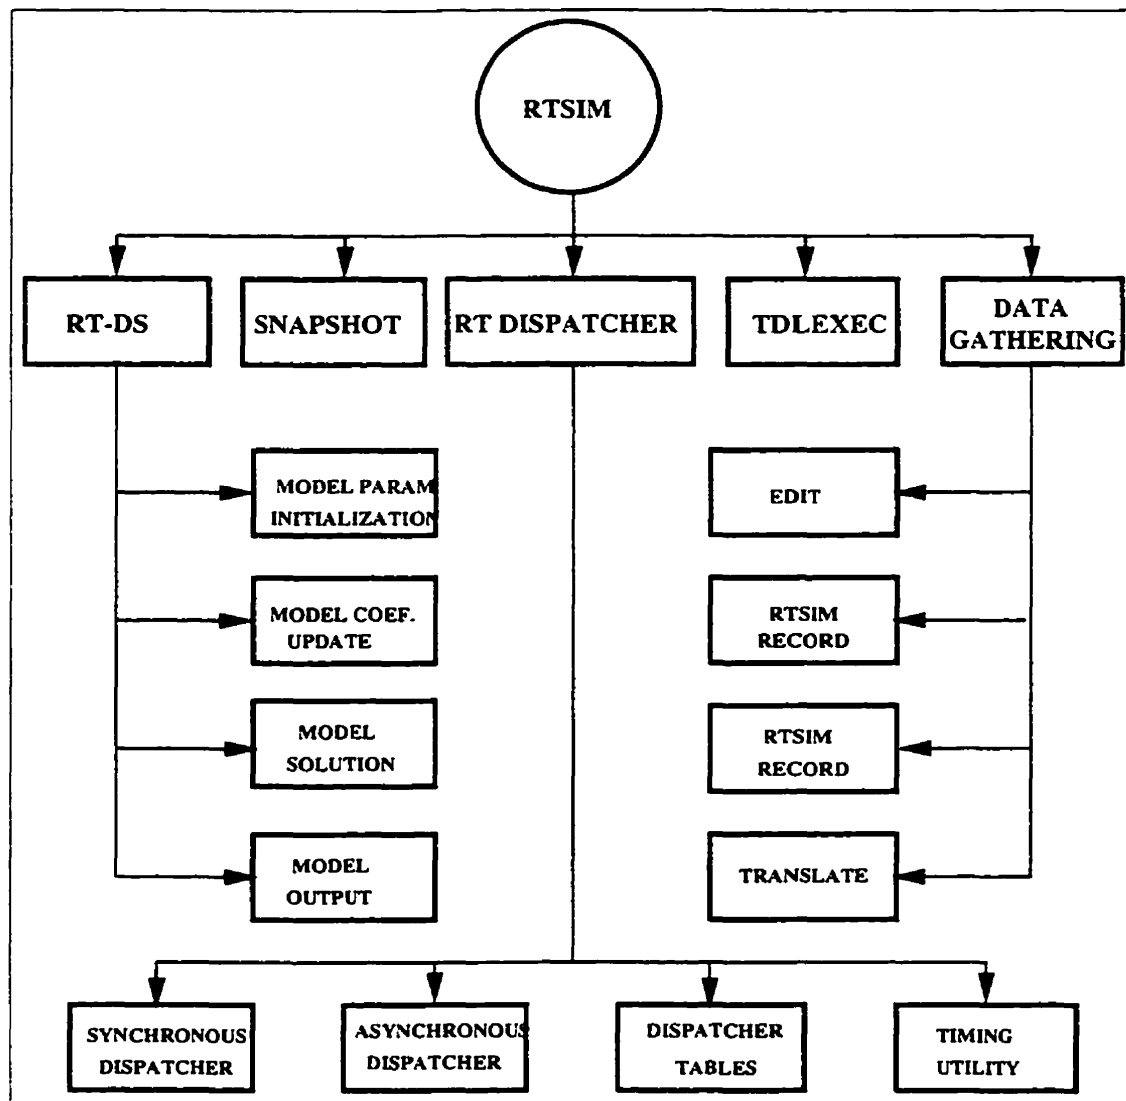 RTSIM
RT-DS
SNAPSHOT
RT DISPATCHER
TDLEXEC
DATA
GATHERING
MODEL PARAM
INITIALIZATION
EDIT
MODEL COEF.
UPDATE
RTSIM
RECORD
MODEL
SOLUTION
RTSIM
RECORD
MODEL
OUTPUT
TRANSLATE
SYNCHRONOUS
DISPATCHER
ASYNCHRONOUS
DISPATCHER
DISPATCHER
TABLES
TIMING
UTILITY